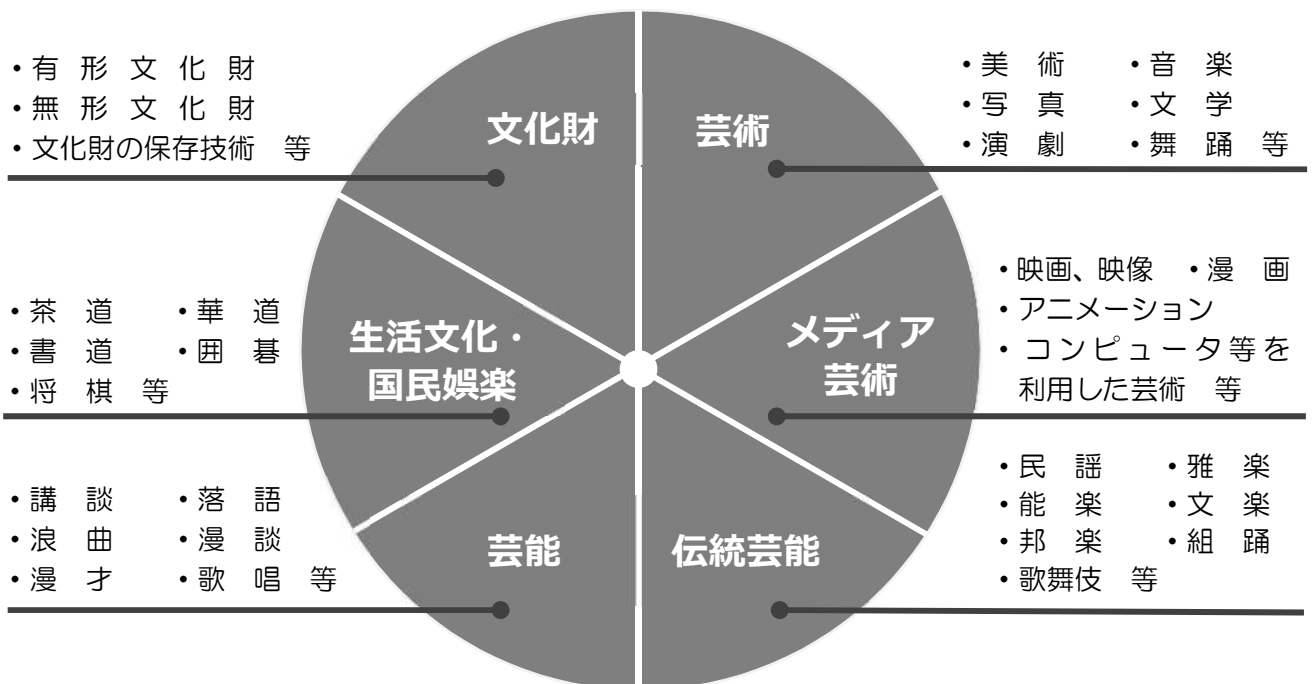 ・有形文化財
・無形文化財
・文化財の保存技術 等
文化財
芸術
・美術 ・音楽
・写真 ・文学
・演劇 ・舞踊 等
・茶道 ・華道
・書道 ・囲碁
・将棋 等
生活文化・
国民娯楽
メディア
芸術
・映画、映像 ・漫画
・アニメーション
・コンピュータ等を
利用した芸術 等
・講談 ・落語
・浪曲 ・漫談
・漫才 ・歌唱 等
芸能
伝統芸能
・民謡 ・雅楽
・能楽 ・文楽
・邦楽 ・組踊
・歌舞伎 等